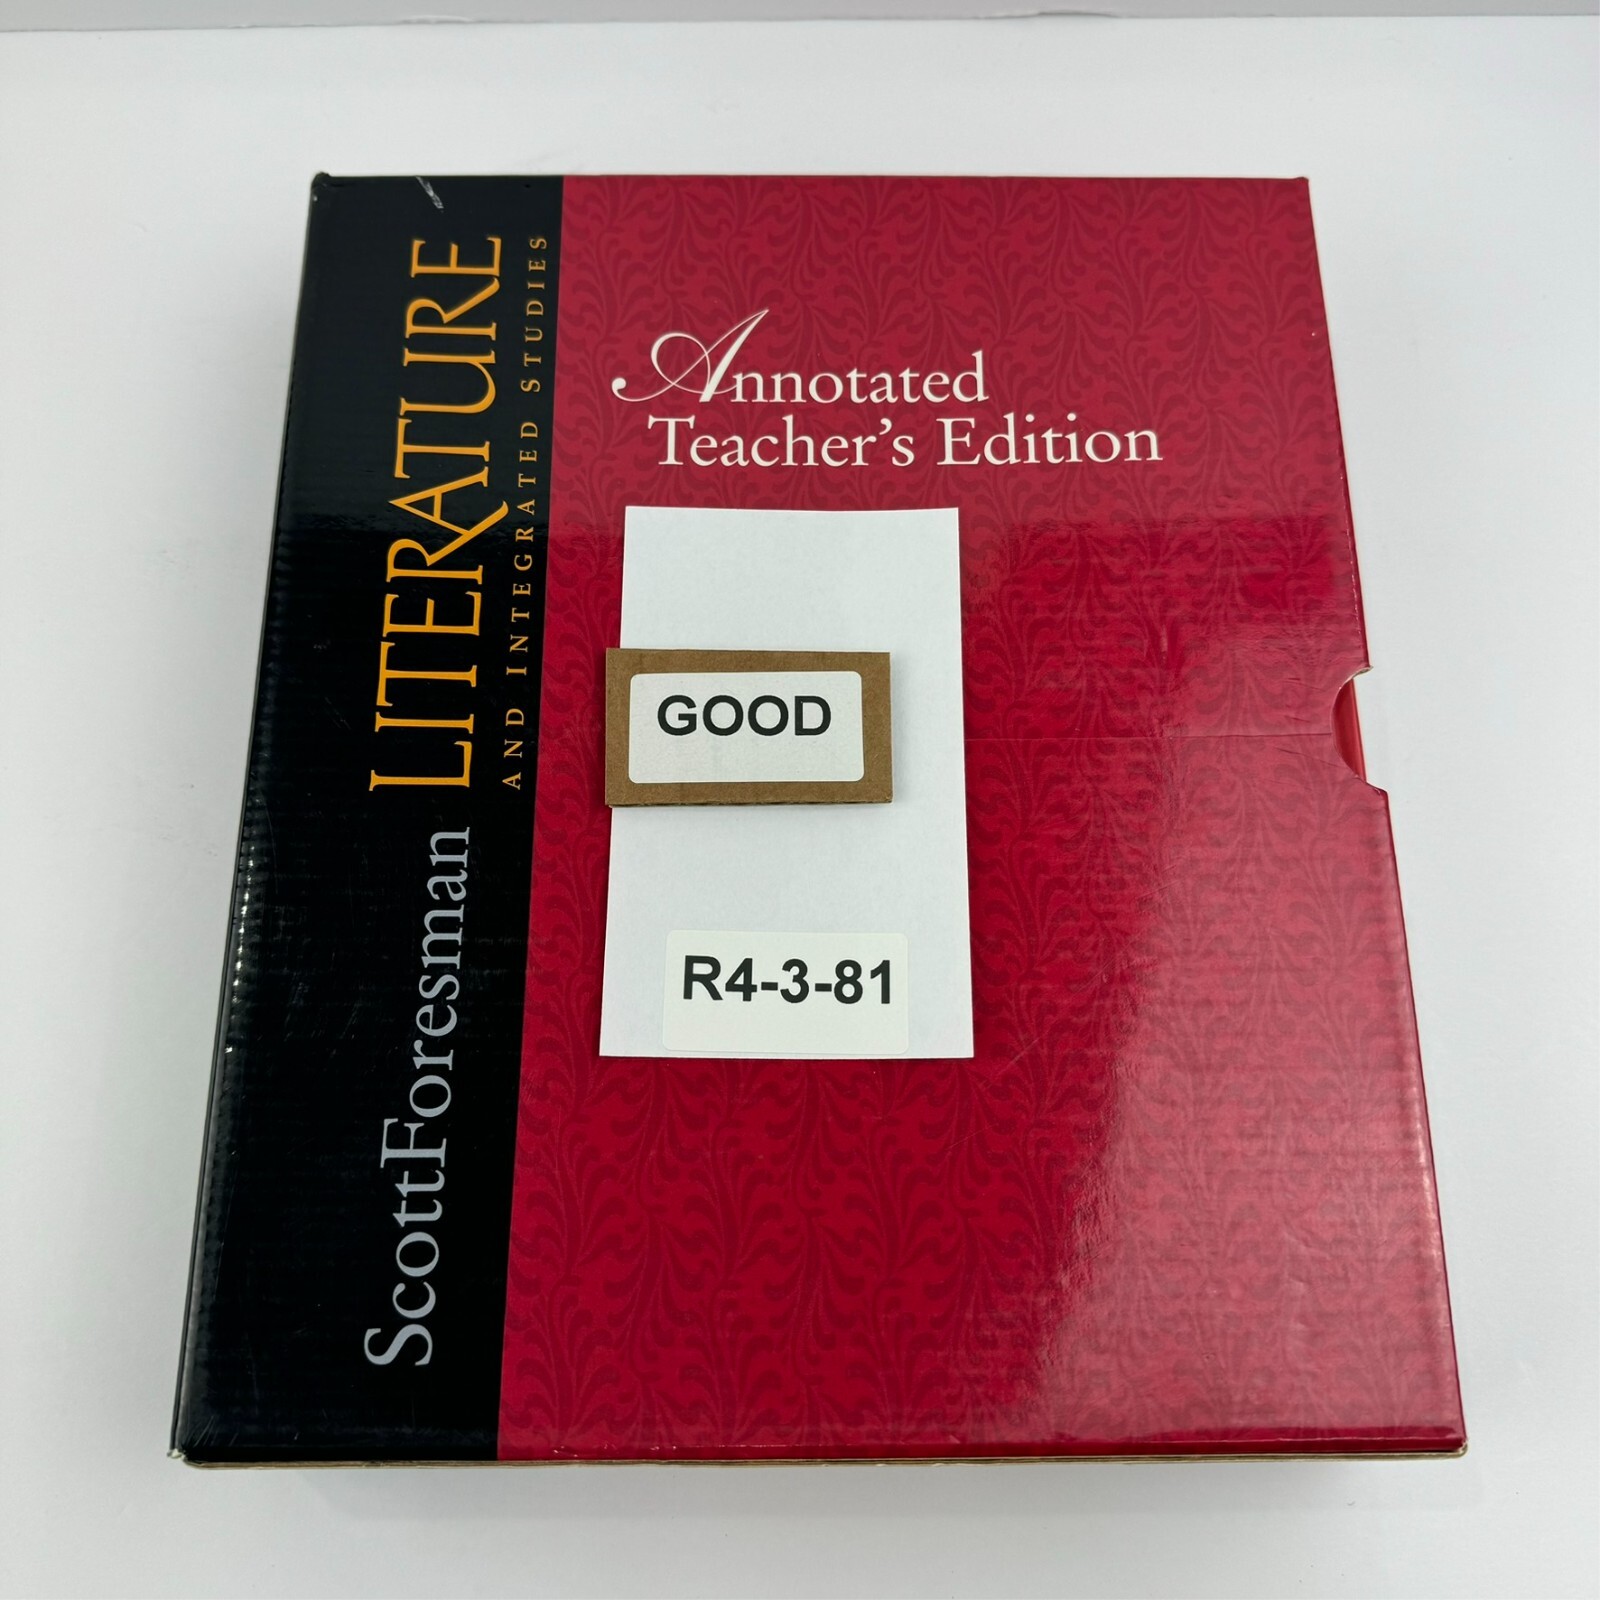 ScottForesman LITERATURE
AND INTEGRATED STUDIES
Annotated
Teacher's Edition
GOOD
R4-3-81